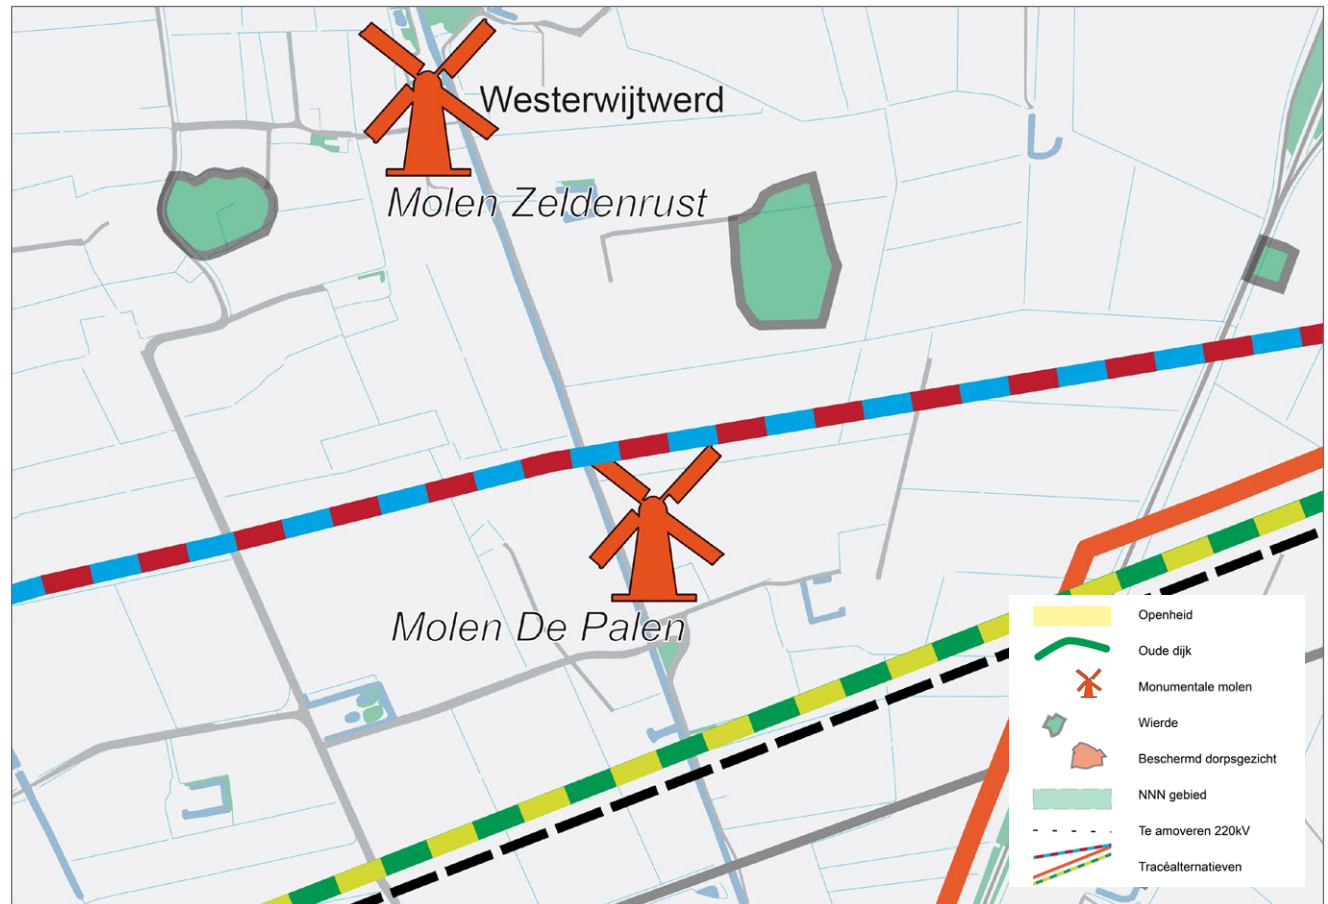 Westerwijtwerd
Molen Zeldenrust
Molen De Palen
Openheid
Oude dijk
Monumentale molen
Wierde
Beschermd dorpsgezicht
NNN gebied
Te amoveren 220kV
Tracéalternatieven